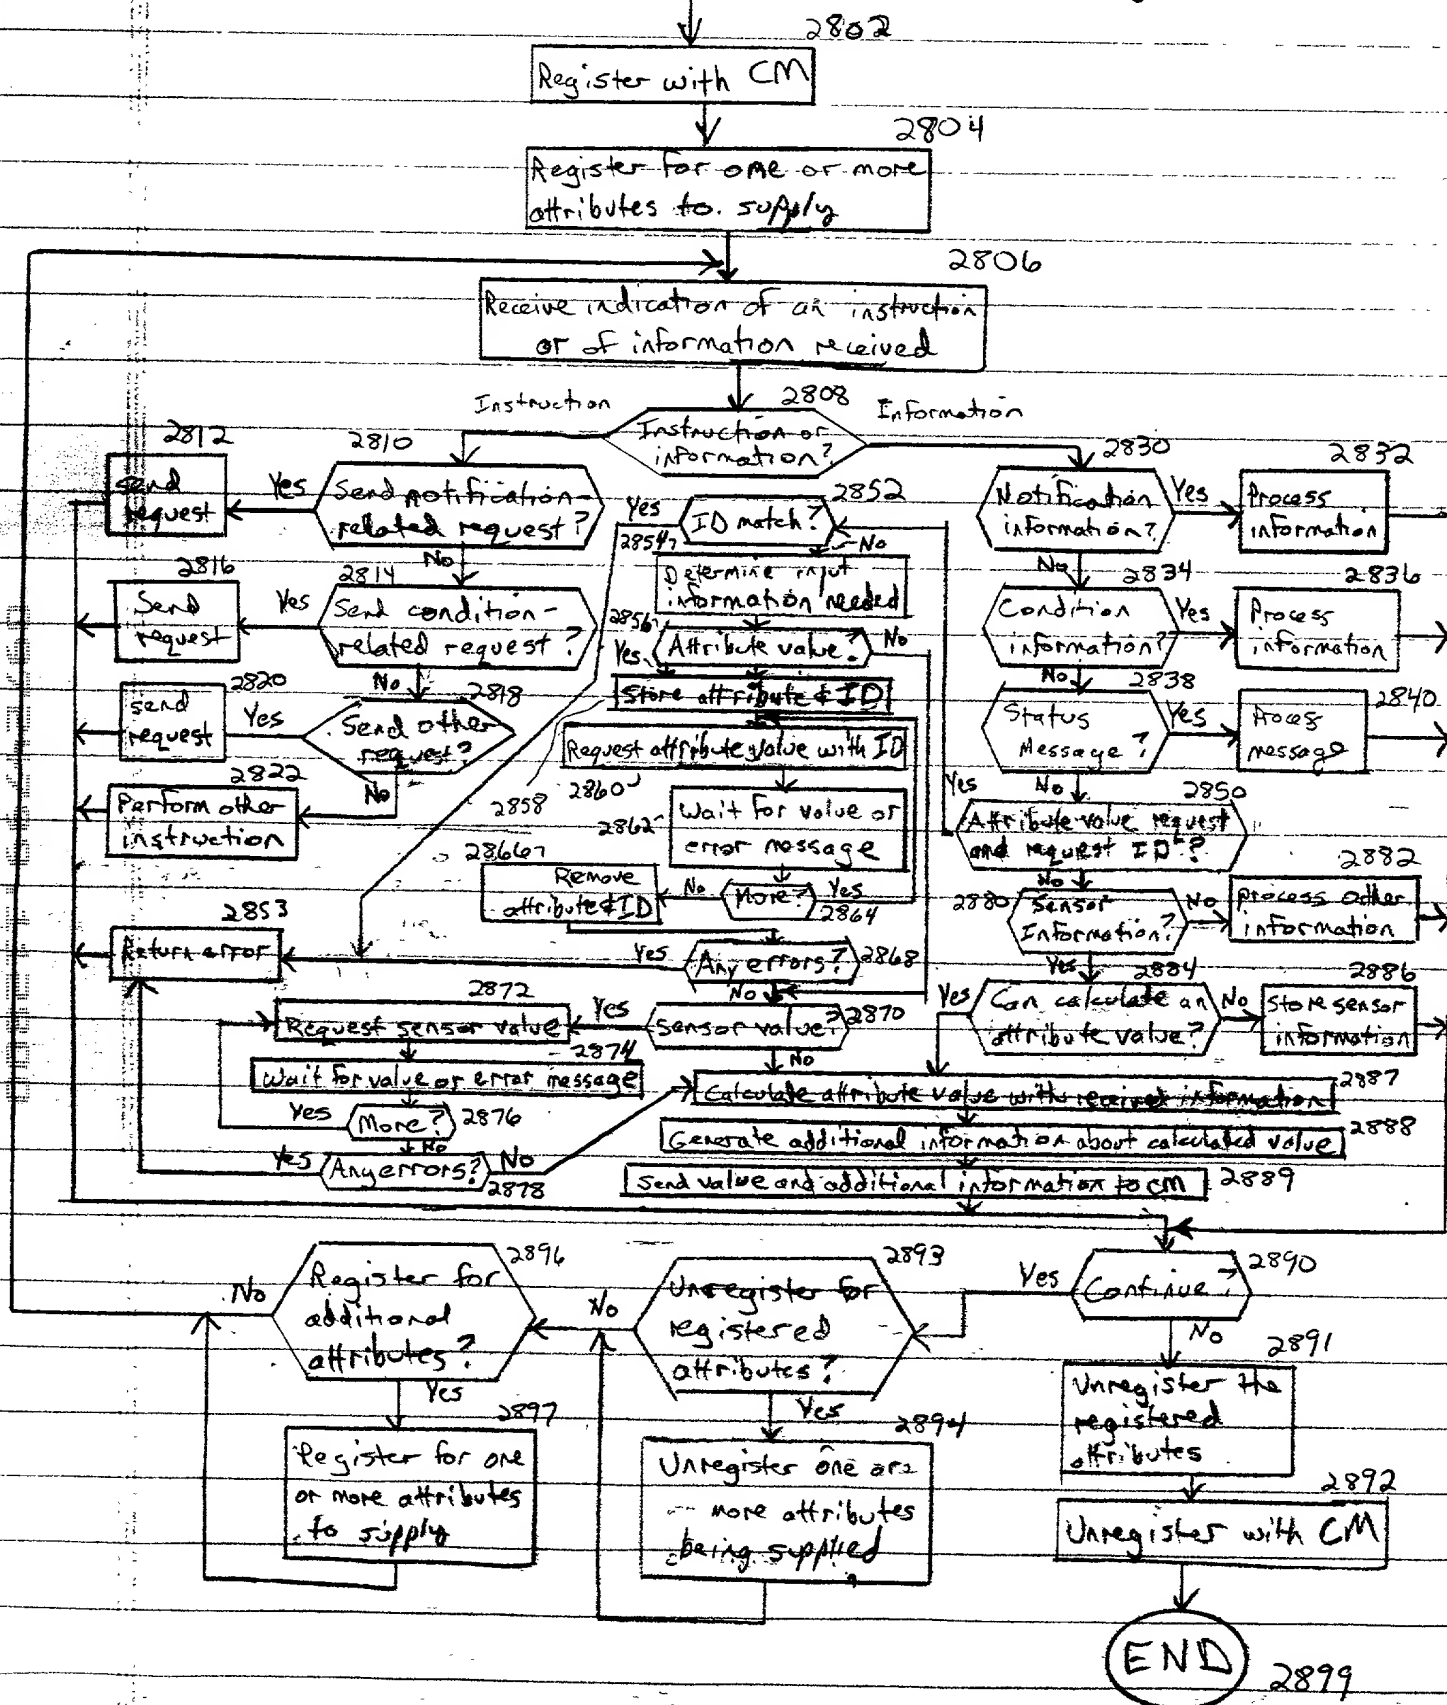 2802
Register with CM
2804
Register for one or more
attributes to supply
2806
Receive indication of an instruction
or of information received
2808
Instruction
Information
Instruction or
information?
2812
Send
request
2810
Yes
Send notification-
related request?
No
2816
Send
request
2814
Yes
Send condition-
related request?
No
2820
Send
request
2818
Yes
Send other
request?
No
2822
Perform other
instruction
2852
Yes
ID match?
No
2854
Determine input
information needed
2856
Attribute value?
No
Yes
Store attribute & ID
2858
Request attribute value with ID
2860
Wait for value or
error message
2862
More?
Yes
2864
No
2866
Remove
attribute & ID
2853
Return error
Yes
Any errors?
2868
No
2872
Request sensor value
Yes
Sensor value?
2870
No
2874
Wait for value or error message
Yes
More?
2876
No
Yes
Any errors?
No
2878
2830
Notification
information?
Yes
2832
Process
information
No
2834
Condition
information?
Yes
2836
Process
information
No
2838
Status
Message?
Yes
2840
Process
message
No
2850
Yes
Attribute value request
and request ID?
No
2880
Sensor
Information?
No
2882
Process other
information
Yes
2884
Yes
Can calculate an
attribute value?
No
2886
Store sensor
information
2887
Calculate attribute value with received information
2888
Generate additional information about calculated value
Send value and additional information to CM
2889
2890
Continue?
Yes
No
2891
Unregister the
registered
attributes
2892
Unregister with CM
END
2899
2893
Unregister for
registered
attributes?
No
Yes
2894
Unregister one or
more attributes
being supplied
2896
Register for
additional
attributes?
No
Yes
2897
Register for one
or more attributes
to supply